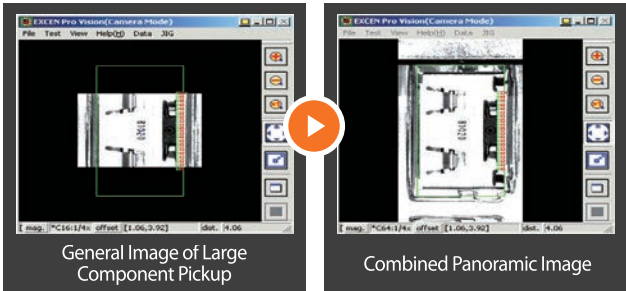 EXCEN Pro Vision(Camera Mode)
File Test View Help(H) Data JIG
[ mag. *C16:1/4x offset [1.06,3.92] dist. 4.06
General Image of Large
Component Pickup
EXCEN Pro Vision(Camera Mode)
File Test View Help(H) Data JIG
[ mag. *C64:1/4x offset [1.06,3.92] dist. 4.06
Combined Panoramic Image